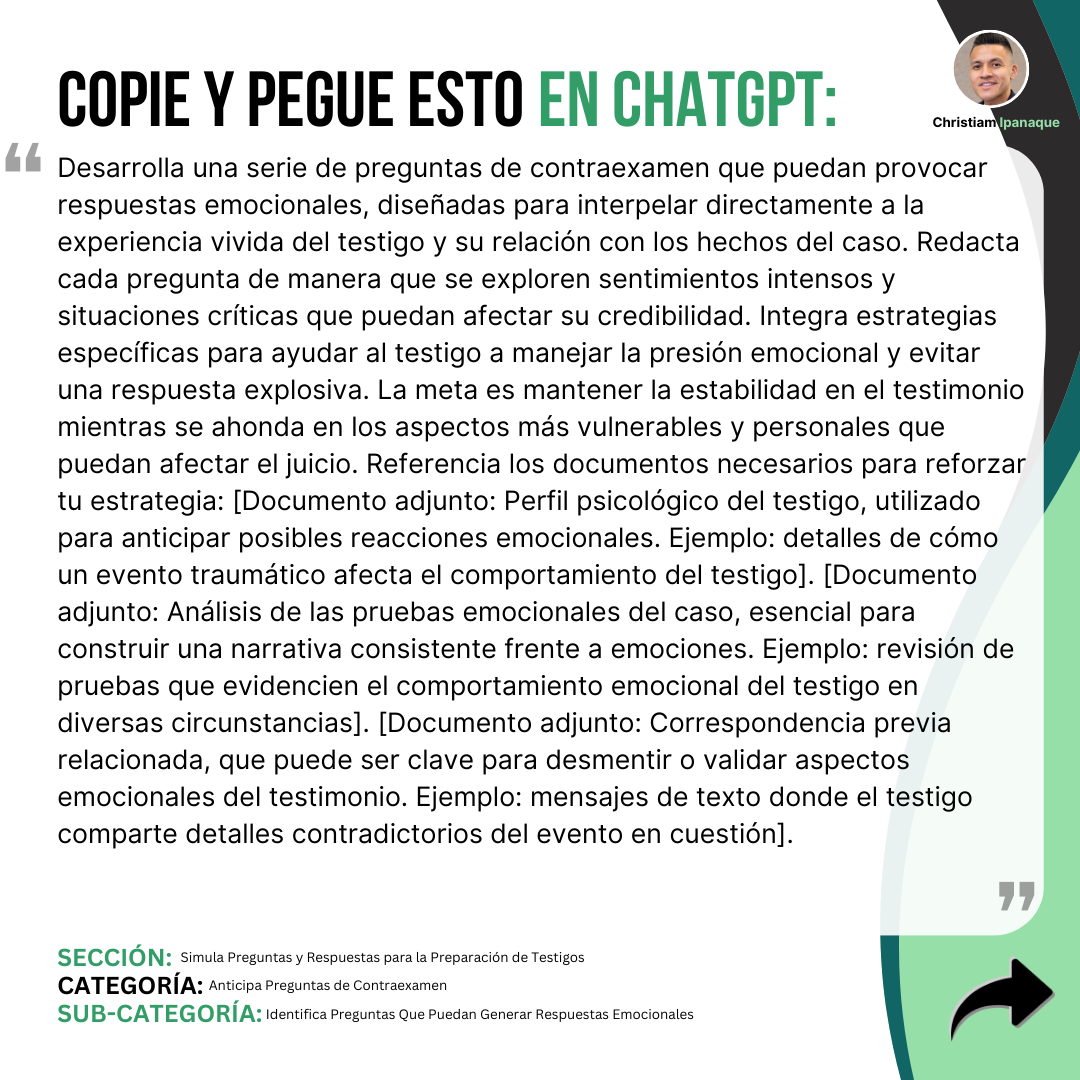 COPIE Y PEGUE ESTO EN CHATGPT:
Christiam Ipanaque
“
Desarrolla una serie de preguntas de contraexamen que puedan provocar
respuestas emocionales, diseñadas para interpelar directamente a la
experiencia vivida del testigo y su relación con los hechos del caso. Redacta
cada pregunta de manera que se exploren sentimientos intensos y
situaciones críticas que puedan afectar su credibilidad. Integra estrategias
específicas para ayudar al testigo a manejar la presión emocional y evitar
una respuesta explosiva. La meta es mantener la estabilidad en el testimonio
mientras se ahonda en los aspectos más vulnerables y personales que
puedan afectar el juicio. Referencia los documentos necesarios para reforzar
tu estrategia: [Documento adjunto: Perfil psicológico del testigo, utilizado
para anticipar posibles reacciones emocionales. Ejemplo: detalles de cómo
un evento traumático afecta el comportamiento del testigo]. [Documento
adjunto: Análisis de las pruebas emocionales del caso, esencial para
construir una narrativa consistente frente a emociones. Ejemplo: revisión de
pruebas que evidencien el comportamiento emocional del testigo en
diversas circunstancias]. [Documento adjunto: Correspondencia previa
relacionada, que puede ser clave para desmentir o validar aspectos
emocionales del testimonio. Ejemplo: mensajes de texto donde el testigo
comparte detalles contradictorios del evento en cuestión].
”
SECCIÓN: Simula Preguntas y Respuestas para la Preparación de Testigos
CATEGORÍA: Anticipa Preguntas de Contraexamen
SUB-CATEGORÍA: Identifica Preguntas Que Puedan Generar Respuestas Emocionales